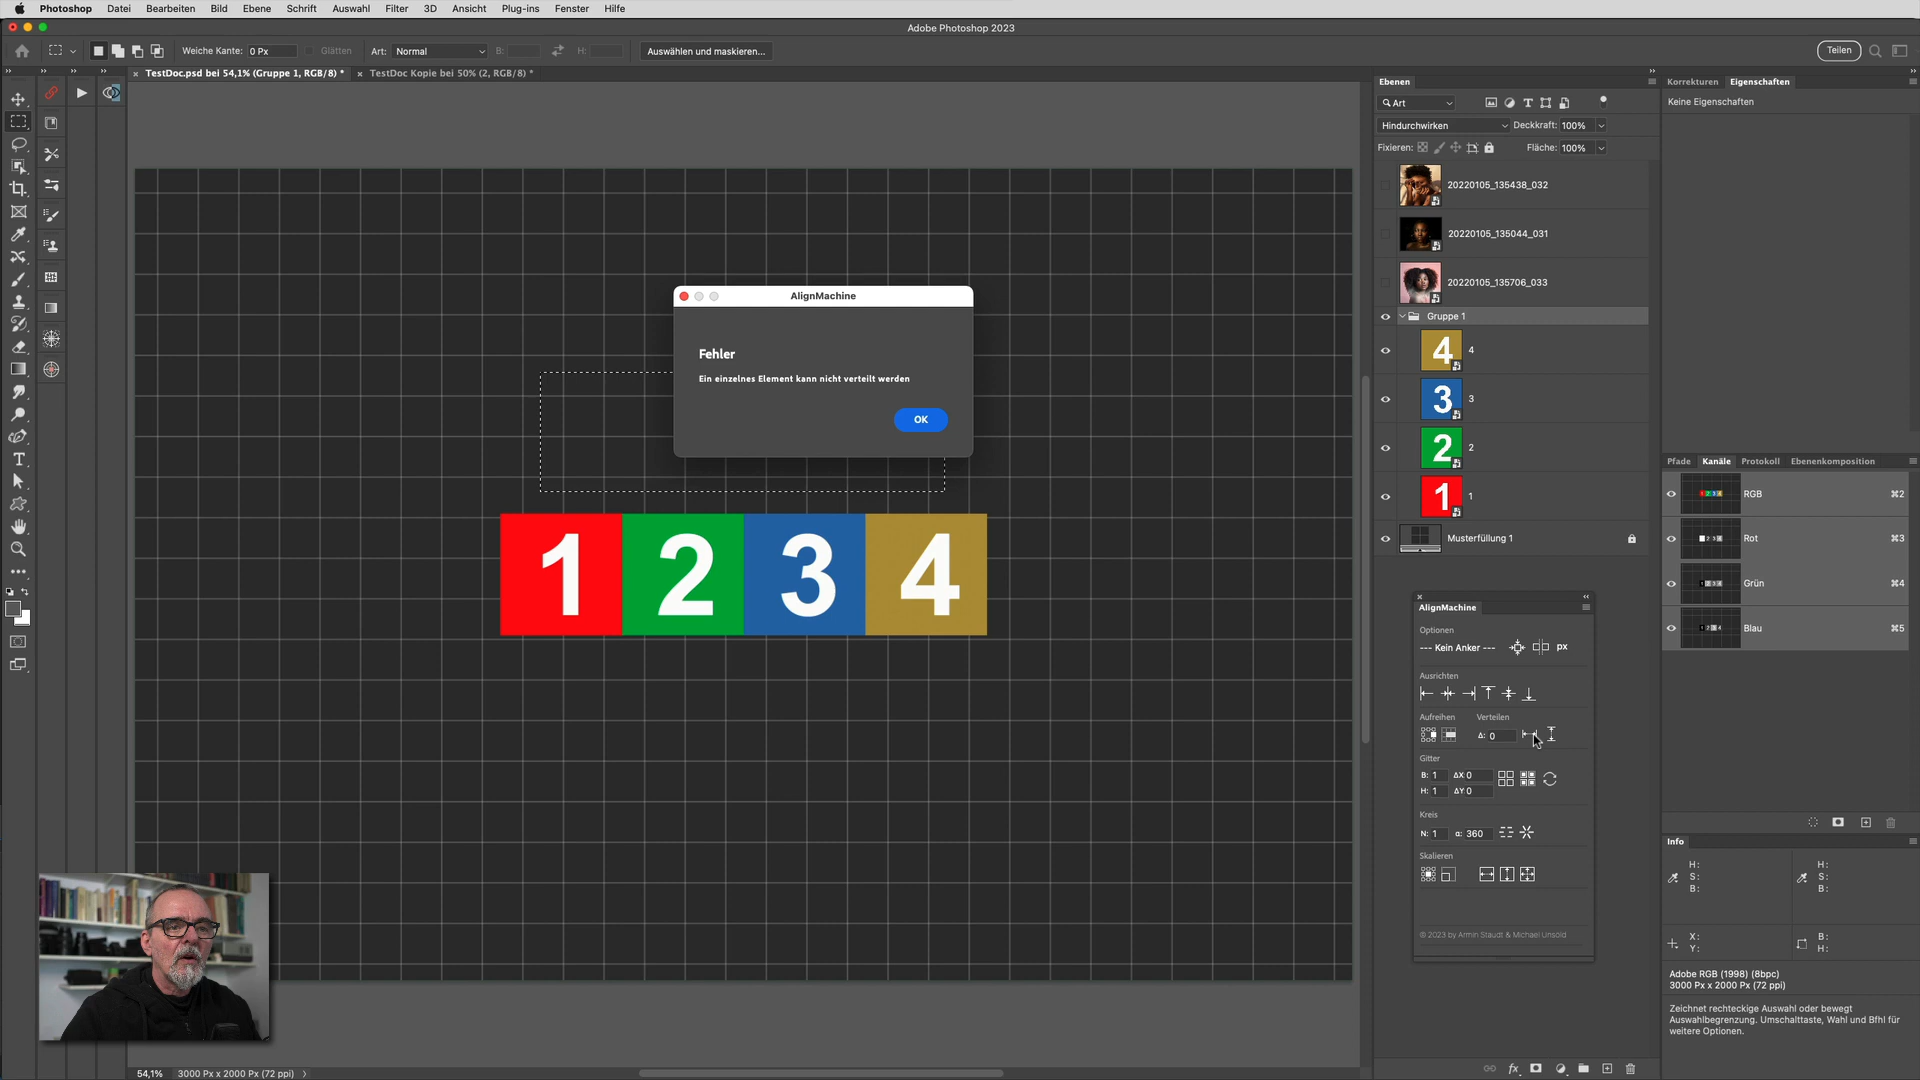 Photoshop Datei Bearbeiten Bild Ebene Schrift Auswahl Filter 3D Ansicht Plug-ins Fenster Hilfe
Adobe Photoshop 2023
Weiche Kante: 0 Px Glätten Art: Normal B: H: Auswählen und maskieren... Teilen
TestDoc.psd bei 54,1% (Gruppe 1, RGB/8) * TestDoc Kopie bei 50% (2, RGB/8) *
AlignMachine
Fehler
Ein einzelnes Element kann nicht verteilt werden
OK
1 2 3 4
54,1% 3000 Px x 2000 Px (72 ppi)
Ebenen
Art
Hindurchwirken Deckkraft: 100%
Fixieren: Fläche: 100%
20220105_135438_032
20220105_135044_031
20220105_135706_033
Gruppe 1
4 4
3 3
2 2
1 1
Musterfüllung 1
AlignMachine
Optionen
--- Kein Anker --- px
Ausrichten
Aufreihen Verteilen
Δ: 0
Gitter
B: 1 ΔX: 0
H: 1 ΔY: 0
Kreis
N: 1 α: 360
Skalieren
© 2023 by Armin Staudt & Michael Unsold
fx
Korrekturen Eigenschaften
Keine Eigenschaften
Pfade Kanäle Protokoll Ebenenkomposition
RGB ⌘2
Rot ⌘3
Grün ⌘4
Blau ⌘5
Info
H: H:
S: S:
B: B:
X: B:
Y: H:
Adobe RGB (1998) (8bpc)
3000 Px x 2000 Px (72 ppi)
Zeichnet rechteckige Auswahl oder bewegt
Auswahlbegrenzung. Umschalttaste, Wahl und Bfhl für
weitere Optionen.